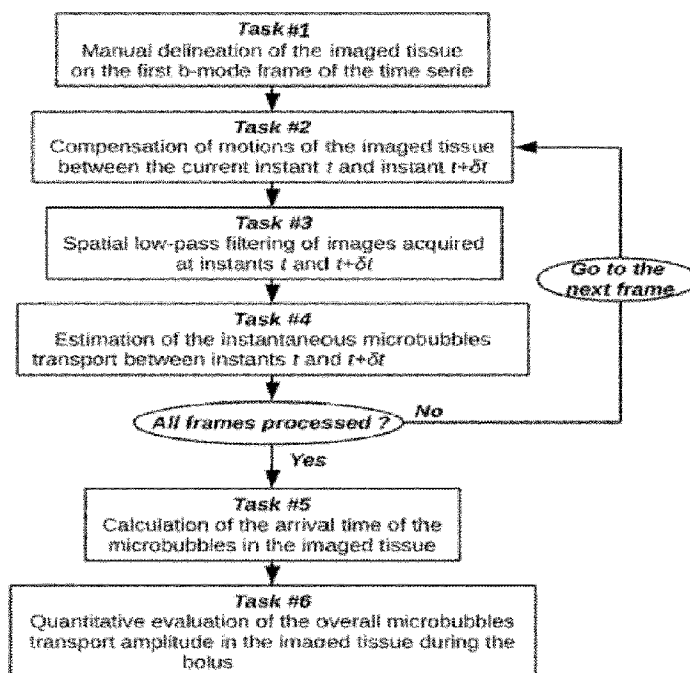 Task #1
Manual delineation of the imaged tissue
on the first b-mode frame of the time serie
Task #2
Compensation of motions of the imaged tissue
between the current instant t and instant t+δt
Task #3
Spatial low-pass filtering of images acquired
at instants t and t+δt
Go to the
next frame
Task #4
Estimation of the instantaneous microbubbles
transport between instants t and t+δt
All frames processed ?
No
Yes
Task #5
Calculation of the arrival time of the
microbubbles in the imaged tissue
Task #6
Quantitative evaluation of the overall microbubbles
transport amplitude in the imaged tissue during the
bolus